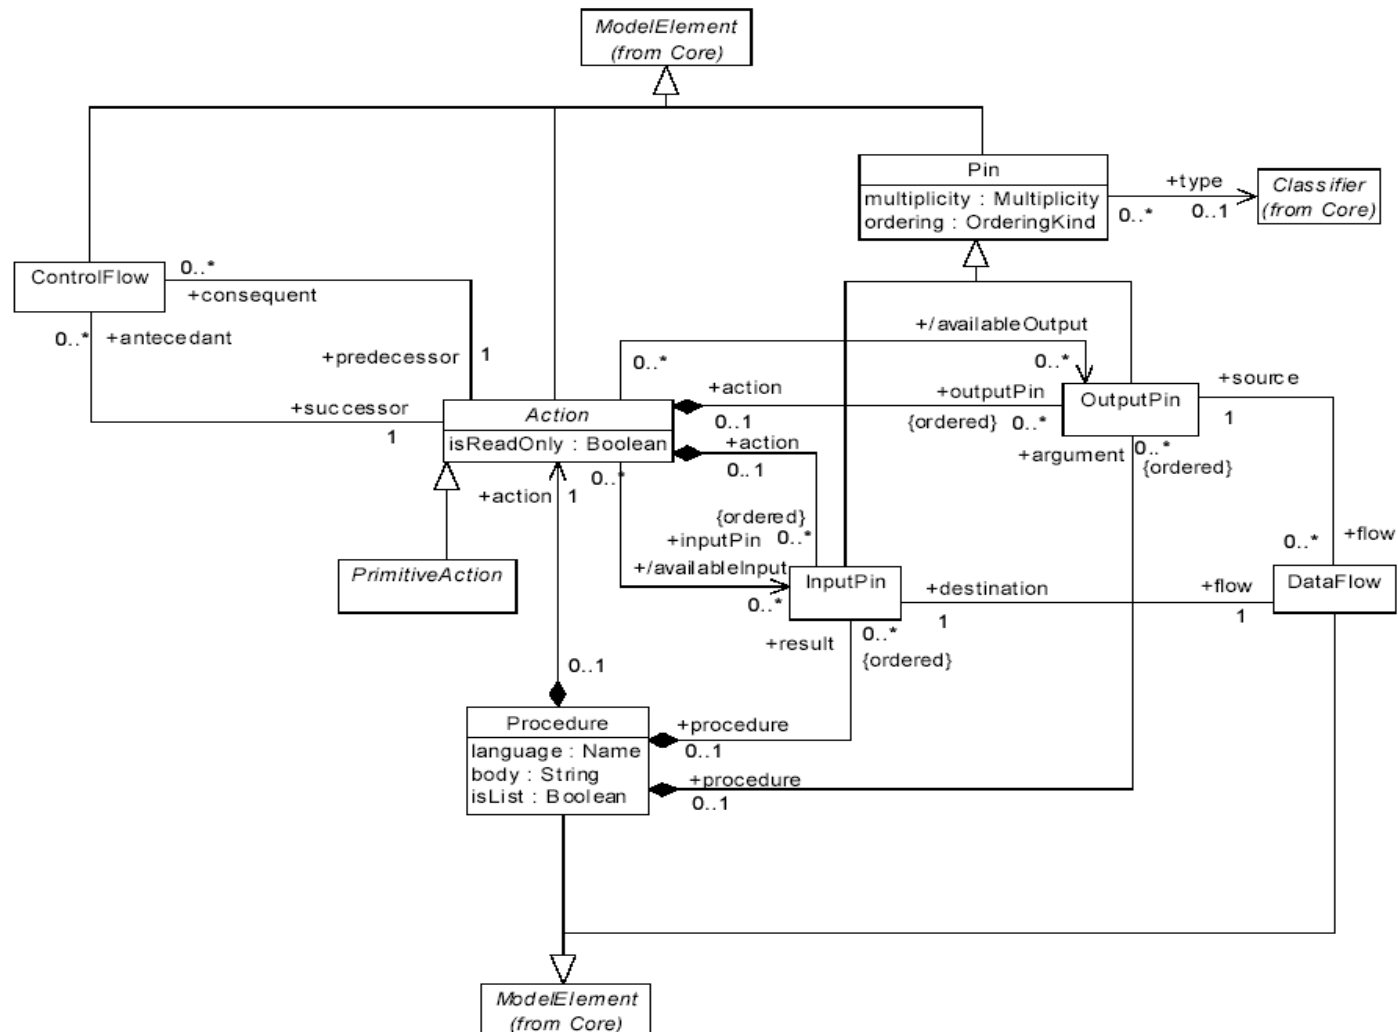 ModelElement
(from Core)
Pin
multiplicity : Multiplicity
ordering : OrderingKind
+type
0..*
0..1
Classifier
(from Core)
ControlFlow
0..*
+consequent
0..*
+antecedant
+predecessor
1
+successor
1
+/availableOutput
0..*
0..*
Action
isReadOnly : Boolean
+action
0..1
+outputPin
{ordered}
0..*
OutputPin
+source
1
+action
0..1
+argument
0..*
{ordered}
0..*
+action
1
{ordered}
+inputPin
0..*
+/availableInput
0..*
PrimitiveAction
InputPin
+destination
1
+flow
1
0..*
+flow
DataFlow
+result
0..*
{ordered}
0..1
Procedure
language : Name
body : String
isList : Boolean
+procedure
0..1
+procedure
0..1
ModelElement
(from Core)